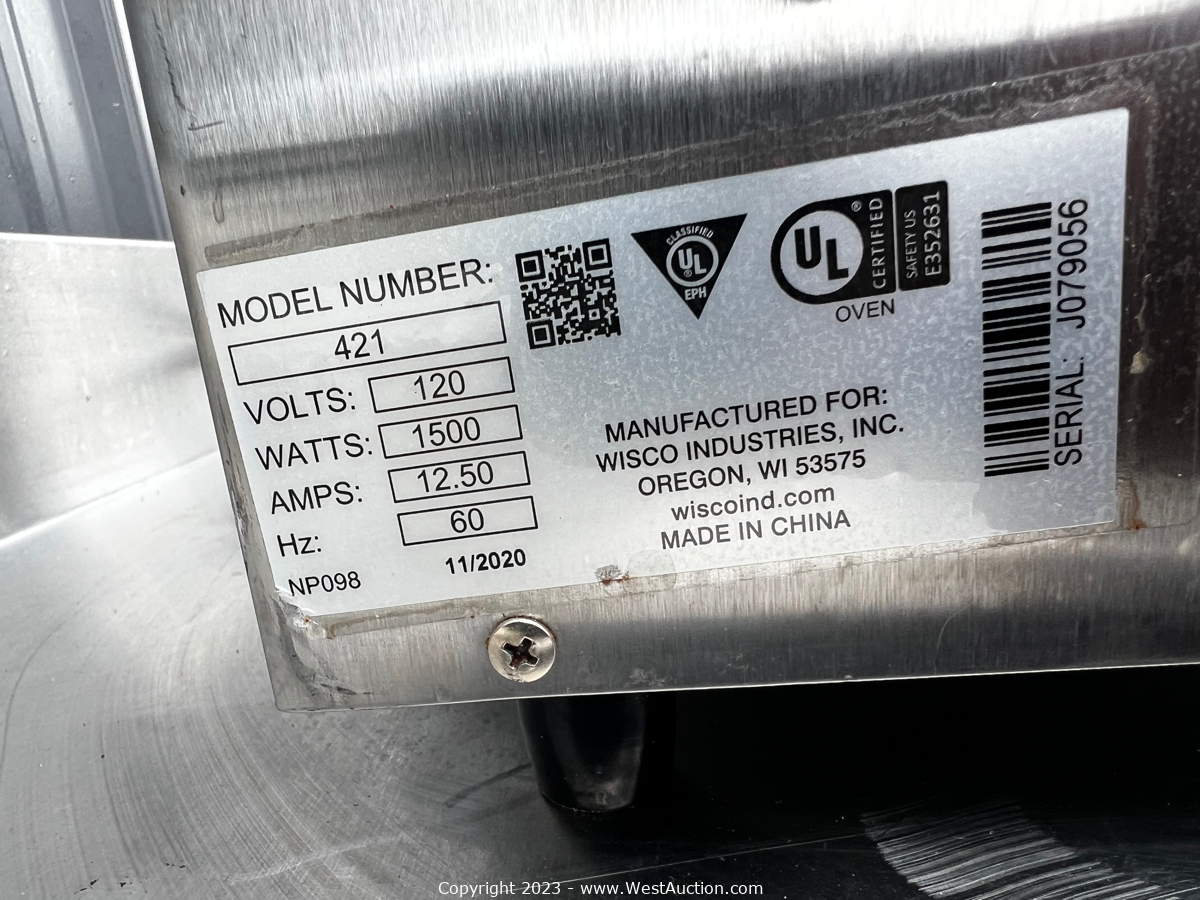 MODEL NUMBER:
421
VOLTS: 120
WATTS: 1500
AMPS: 12.50
Hz: 60
NP098 11/2020
CLASSIFIED
UL
®
EPH
UL
®
CERTIFIED
SAFETY US
E352631
OVEN
MANUFACTURED FOR:
WISCO INDUSTRIES, INC.
OREGON, WI 53575
wiscoind.com
MADE IN CHINA
SERIAL: J079056
Copyright 2023 - www.WestAuction.com